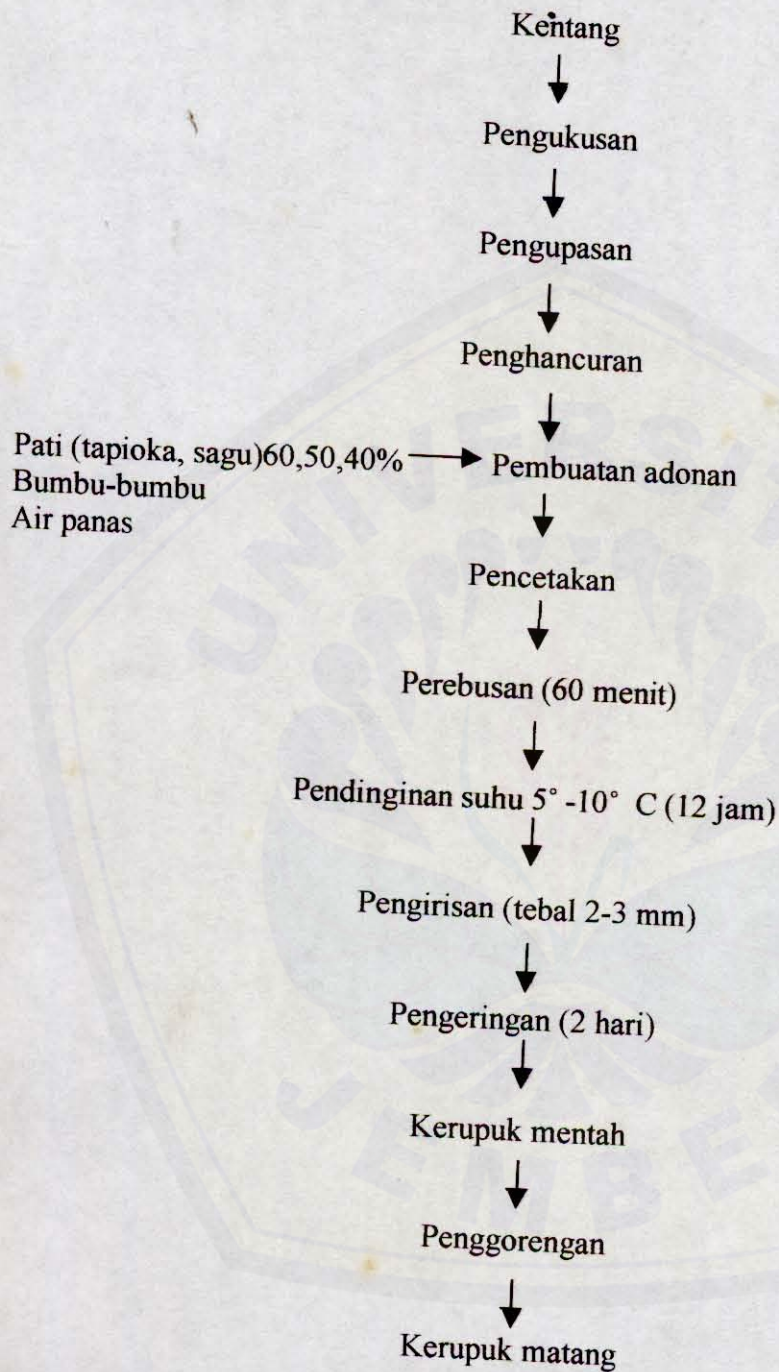 Kentang
Pengukusan
Pengupasan
Penghancuran
Pati (tapioka, sagu)60,50,40% Pembuatan adonan
Bumbu-bumbu
Air panas
Pencetakan
Perebusan (60 menit)
Pendinginan suhu 5° -10° C (12 jam)
Pengirisan (tebal 2-3 mm)
Pengeringan (2 hari)
Kerupuk mentah
Penggorengan
Kerupuk matang
UNIVERSI
JEMBE